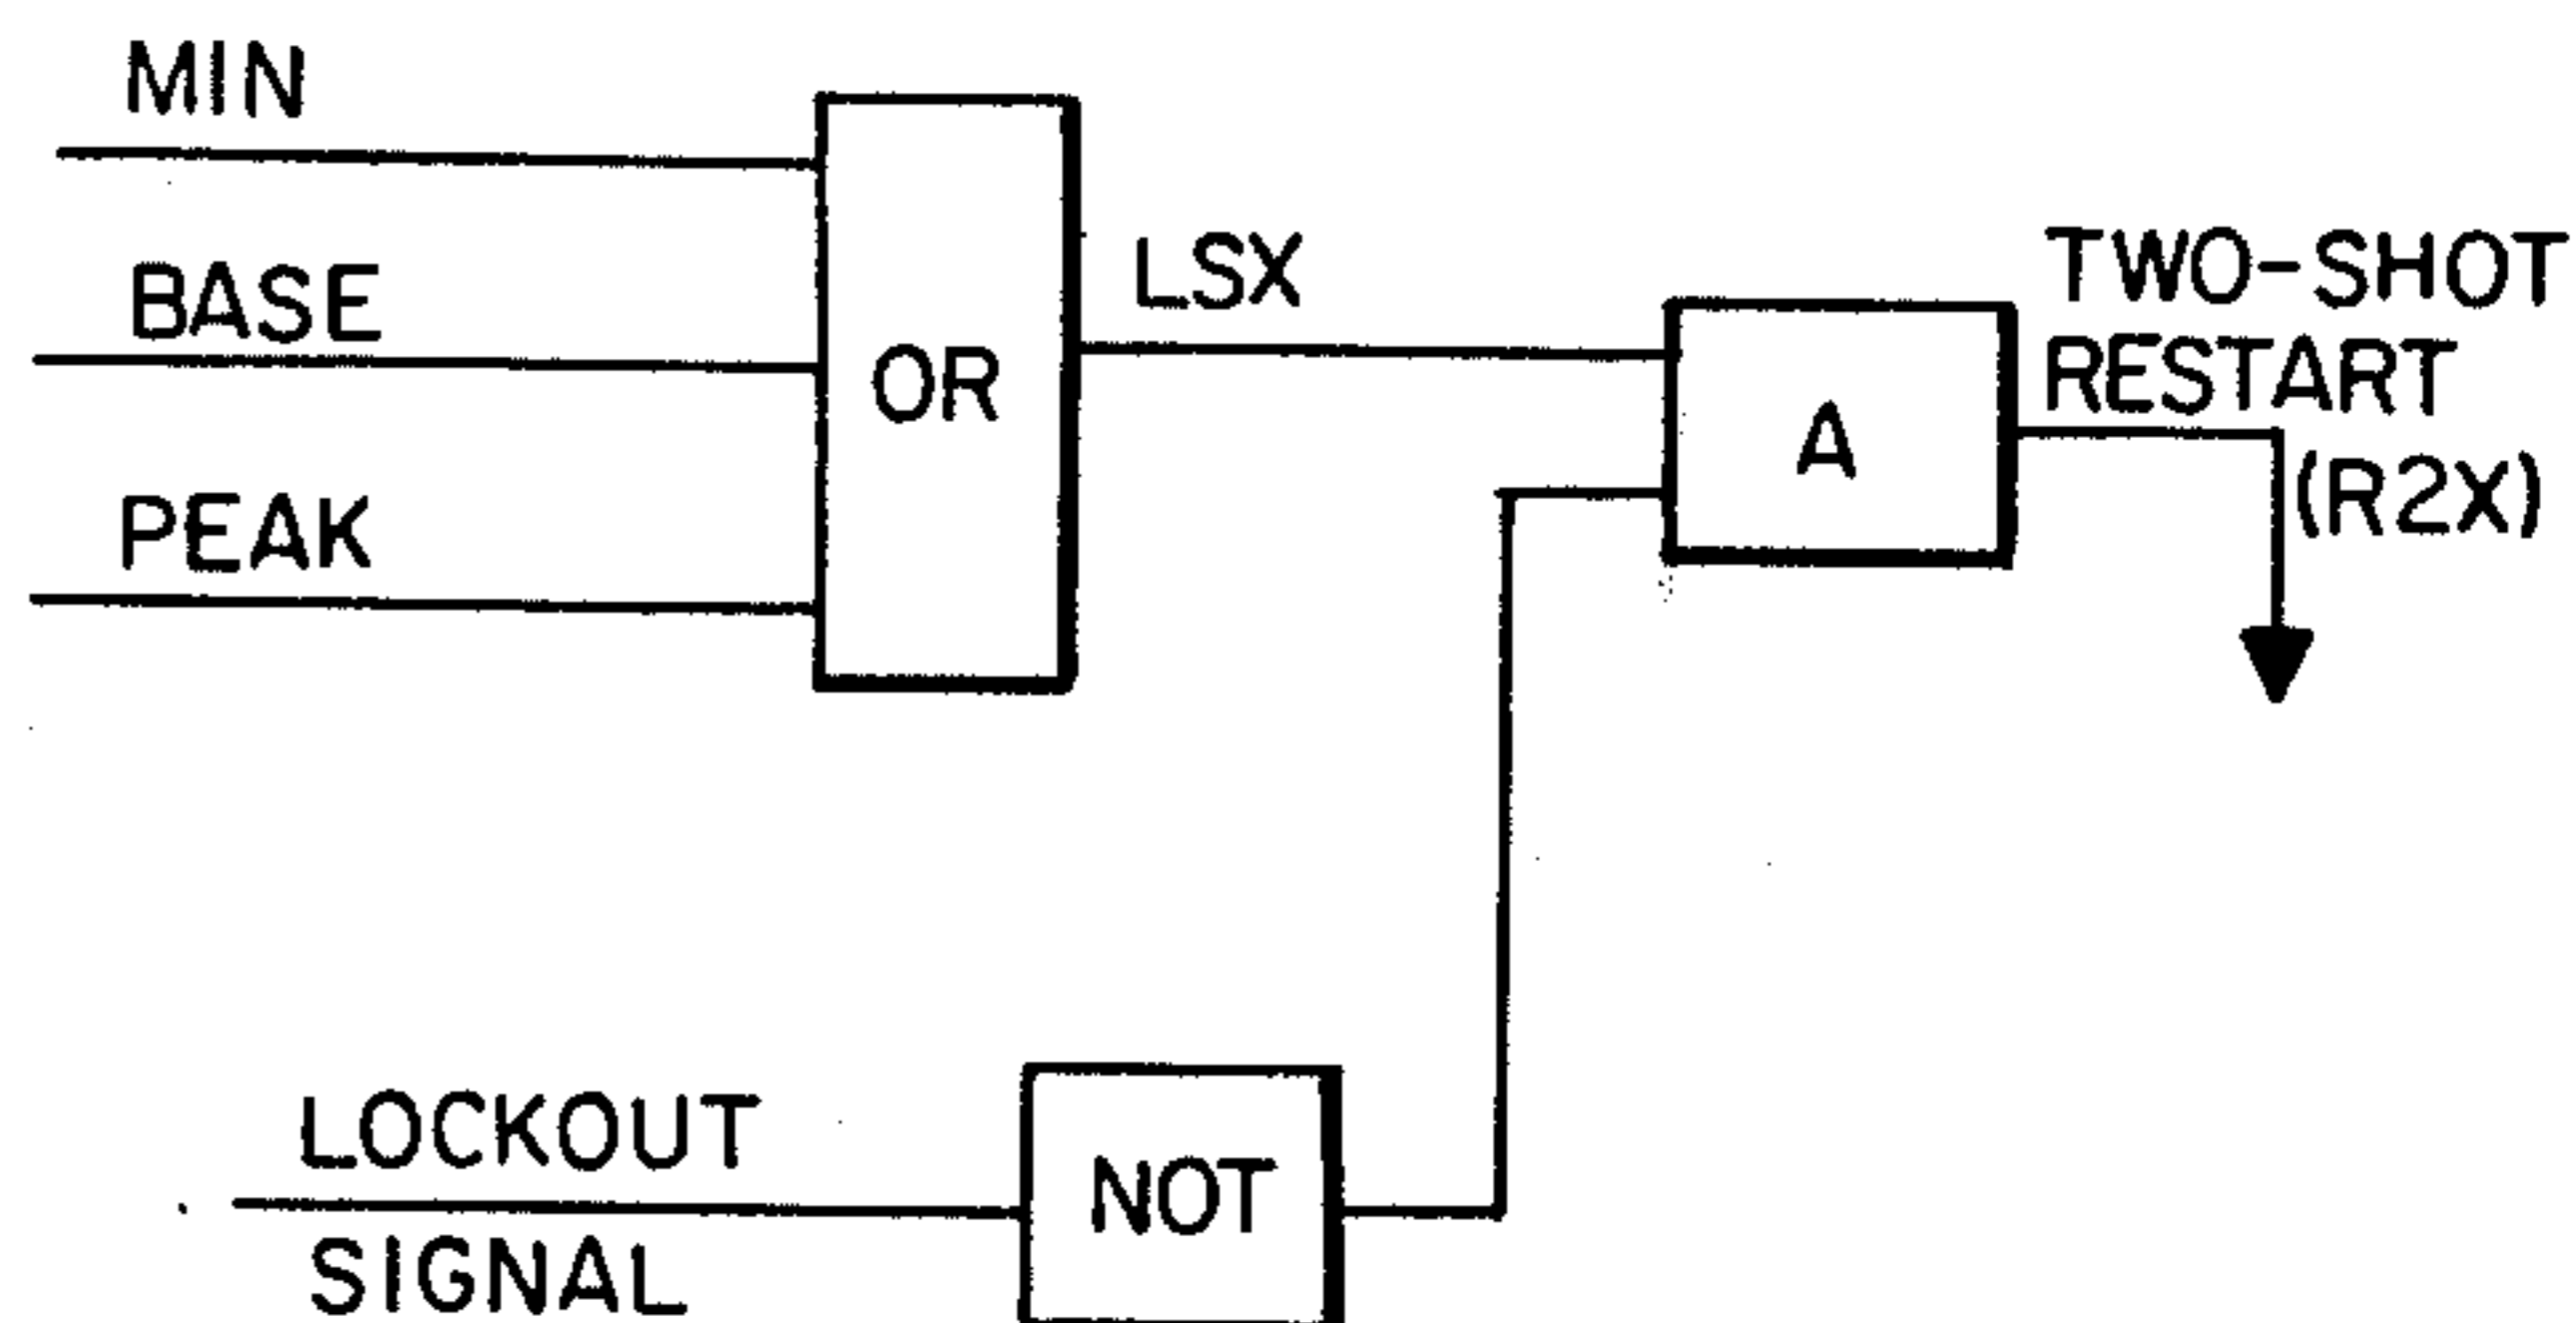 MIN
BASE
PEAK
OR
LSX
A
TWO-SHOT
RESTART
(R2X)
LOCKOUT
SIGNAL
NOT